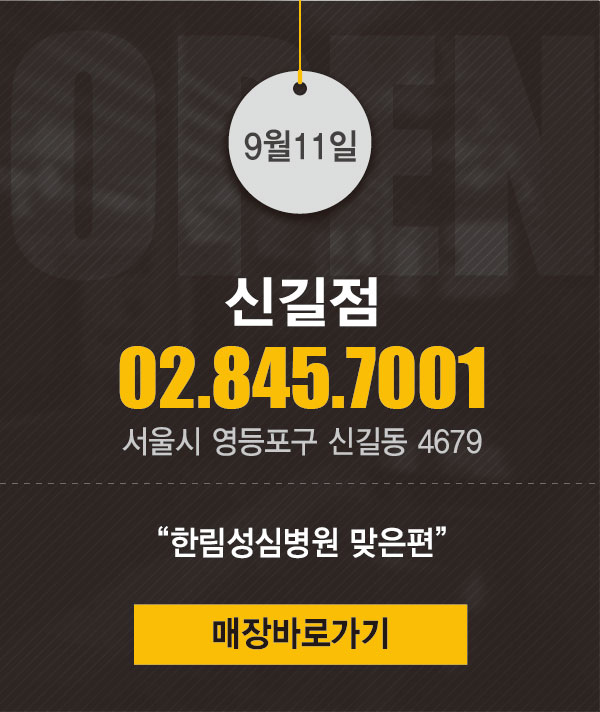 OPEN
9월11일
신길점
02.845.7001
서울시 영등포구 신길동 4679
“한림성심병원 맞은편”
매장바로가기